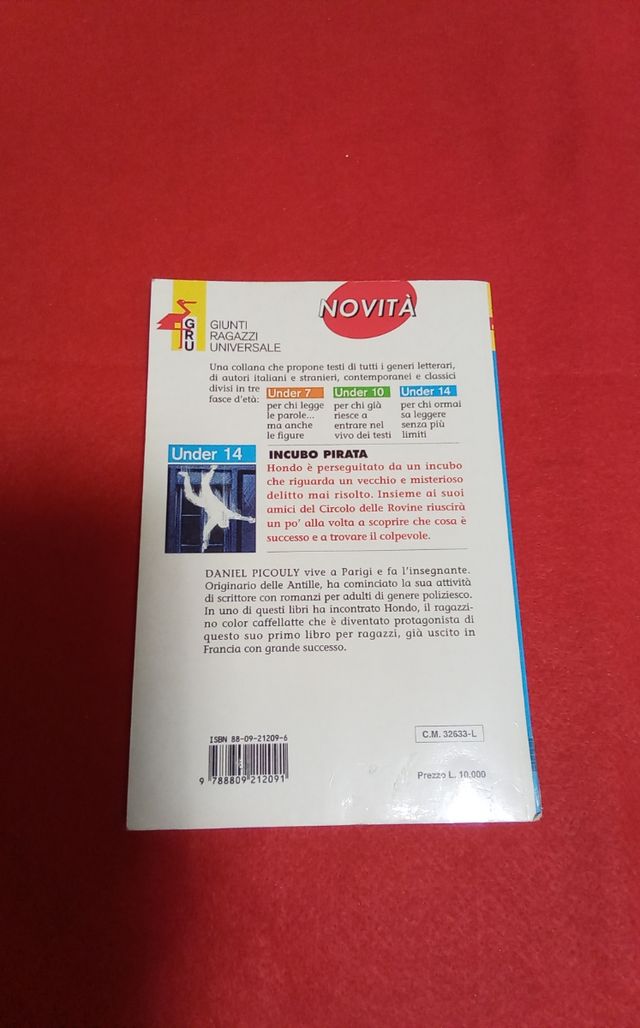 GRU
GIUNTI
RAGAZZI
UNIVERSALE
NOVITÀ
Una collana che propone testi di tutti i generi letterari,
di autori italiani e stranieri, contemporanei e classici
divisi in tre
fasce d'età:
Under 7
per chi legge
le parole...
ma anche
le figure
Under 10
per chi già
riesce a
entrare nel
vivo dei testi
Under 14
per chi ormai
sa leggere
senza più
limiti
Under 14
INCUBO PIRATA
Hondo è perseguitato da un incubo
che riguarda un vecchio e misterioso
delitto mai risolto. Insieme ai suoi
amici del Circolo delle Rovine riuscirà
un po' alla volta a scoprire che cosa è
successo e a trovare il colpevole.
DANIEL PICOULY vive a Parigi e fa l'insegnante.
Originario delle Antille, ha cominciato la sua attività
di scrittore con romanzi per adulti di genere poliziesco.
In uno di questi libri ha incontrato Hondo, il ragazzi-
no color caffellatte che è diventato protagonista di
questo suo primo libro per ragazzi, già uscito in
Francia con grande successo.
ISBN 88-09-21209-6
9 788809 212091
C.M. 32633-L
Prezzo L. 10.000